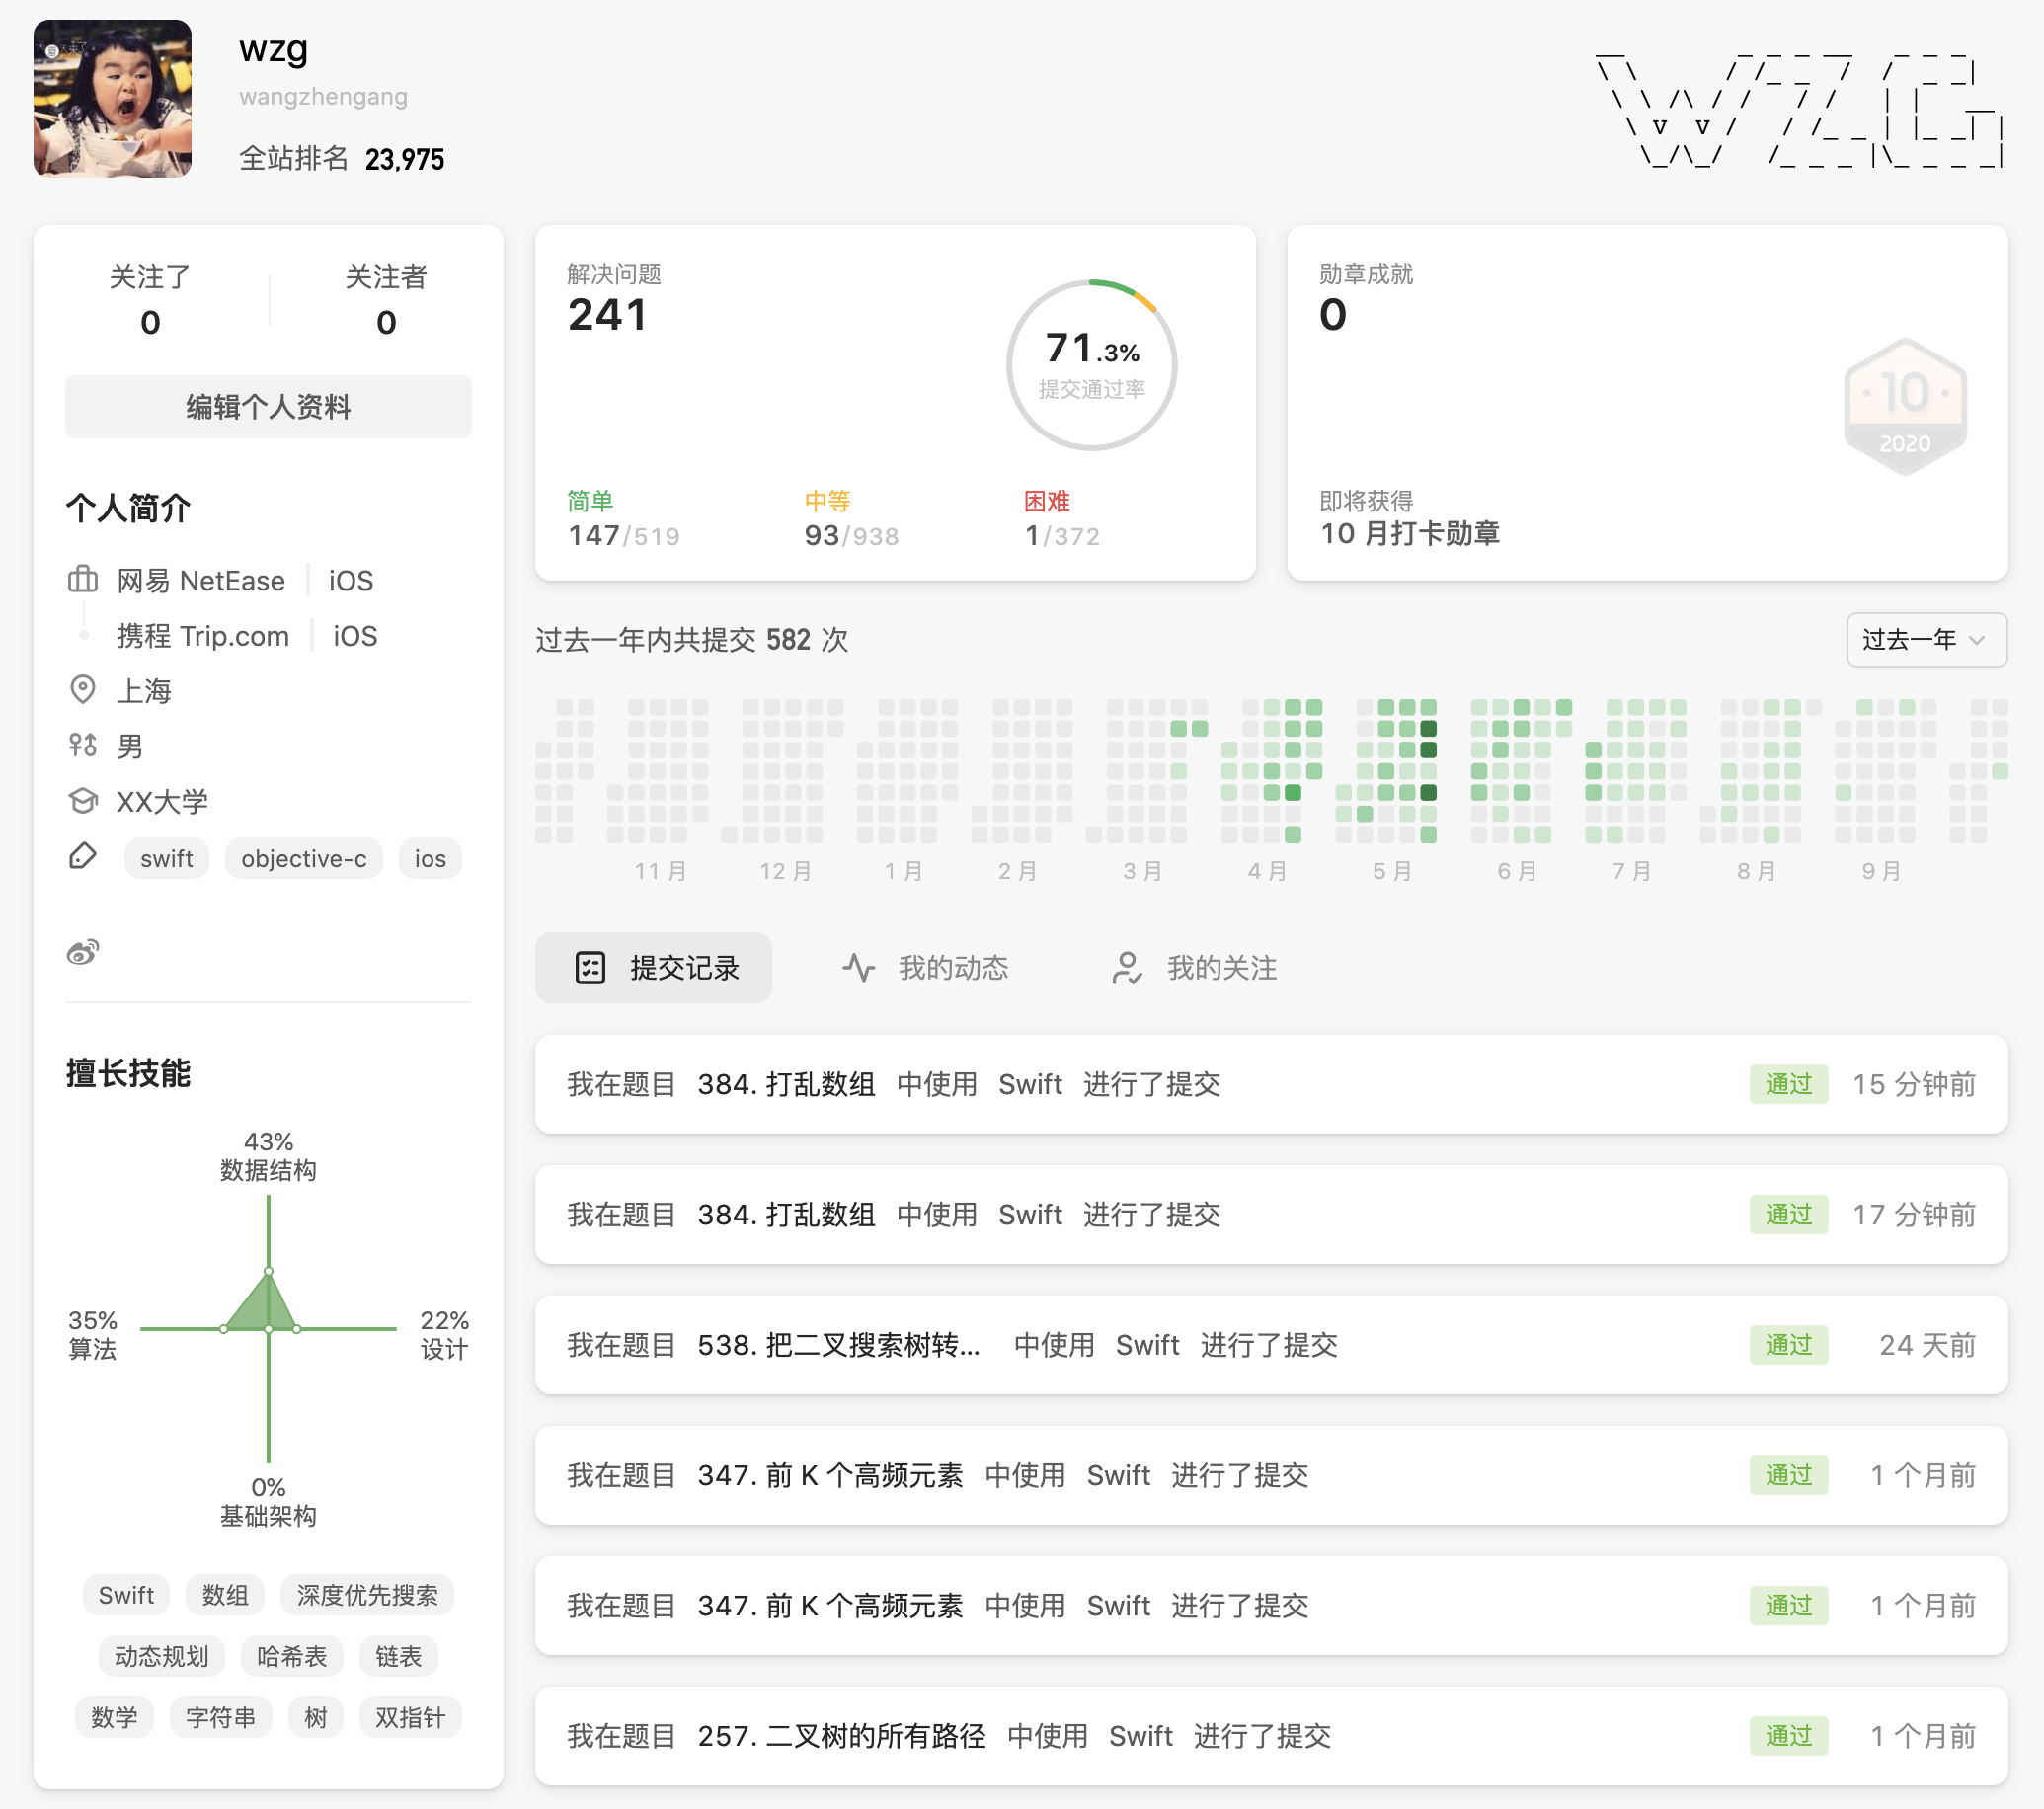 wzg
wangzhengang
全站排名 23,975
关注了 关注者
0 0
编辑个人资料
个人简介
网易 NetEase iOS
携程 Trip.com iOS
上海
男
XX大学
swift objective-c ios
擅长技能
43%
数据结构
35%
算法
22%
设计
0%
基础架构
Swift 数组 深度优先搜索
动态规划 哈希表 链表
数学 字符串 树 双指针
解决问题
241
71.3%
提交通过率
简单 中等 困难
147/519 93/938 1/372
勋章成就
0
10
2020
即将获得
10 月打卡勋章
过去一年内共提交 582 次
过去一年
11 月 12 月 1 月 2 月 3 月 4 月 5 月 6 月 7 月 8 月 9 月
提交记录 我的动态 我的关注
我在题目 384. 打乱数组 中使用 Swift 进行了提交 通过 15 分钟前
我在题目 384. 打乱数组 中使用 Swift 进行了提交 通过 17 分钟前
我在题目 538. 把二叉搜索树转... 中使用 Swift 进行了提交 通过 24 天前
我在题目 347. 前 K 个高频元素 中使用 Swift 进行了提交 通过 1 个月前
我在题目 347. 前 K 个高频元素 中使用 Swift 进行了提交 通过 1 个月前
我在题目 257. 二叉树的所有路径 中使用 Swift 进行了提交 通过 1 个月前